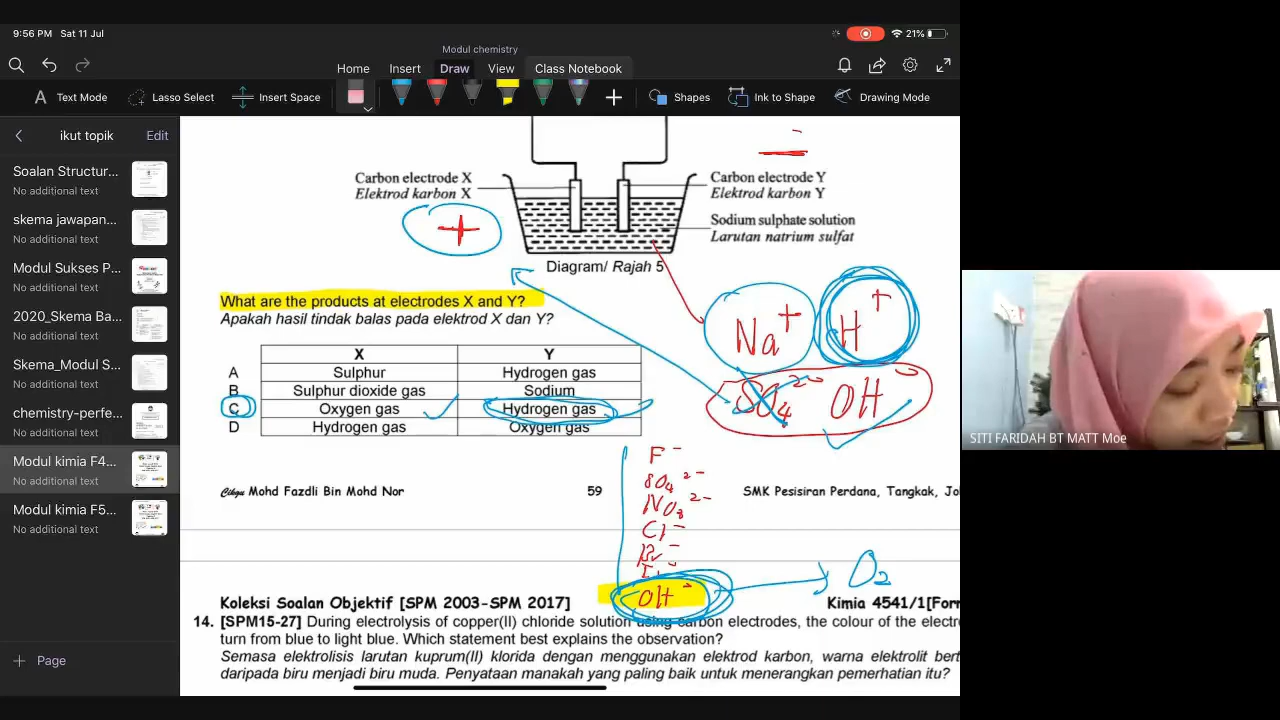 9:56 PM Sat 11 Jul
21%
Modul chemistry
Home Insert Draw View Class Notebook
Text Mode Lasso Select Insert Space Shapes Ink to Shape Drawing Mode
ikut topik Edit
Soalan Structur...
No additional text
skema jawapan...
No additional text
Modul Sukses P...
No additional text
2020_Skema Ba...
No additional text
Skema_Modul S...
No additional text
chemistry-perfe...
No additional text
Modul kimia F4...
No additional text
Modul kimia F5...
No additional text
Page
Carbon electrode X
Elektrod karbon X
+
Carbon electrode Y
Elektrod karbon Y
Sodium sulphate solution
Larutan natrium sulfat
Diagram/ Rajah 5
Na+ H+
SO4 2- OH-
What are the products at electrodes X and Y?
Apakah hasil tindak balas pada elektrod X dan Y?
X Y
A Sulphur Hydrogen gas
B Sulphur dioxide gas Sodium
C Oxygen gas Hydrogen gas
D Hydrogen gas Oxygen gas
F-
SO4 2-
NO3 2-
Cl-
Br-
I-
OH-
O2
Cikgu Mohd Fazdli Bin Mohd Nor 59 SMK Pesisiran Perdana, Tangkak, Jo
Koleksi Soalan Objektif [SPM 2003-SPM 2017] Kimia 4541/1[Form
14. [SPM15-27] During electrolysis of copper(II) chloride solution using carbon electrodes, the colour of the electr
turn from blue to light blue. Which statement best explains the observation?
Semasa elektrolisis larutan kuprum(II) klorida dengan menggunakan elektrod karbon, warna elektrolit bert
daripada biru menjadi biru muda. Penyataan manakah yang paling baik untuk menerangkan pemerhatian itu?
SITI FARIDAH BT MATT Moe